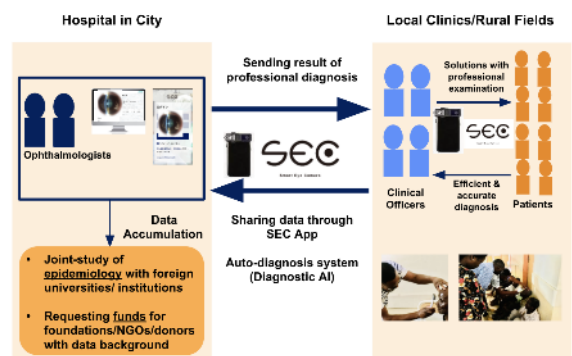 Hospital in City
Local Clinics/Rural Fields
Sending result of
professional diagnosis
Ophthalmologists
SEC
Solutions with
professional
examination
SEC
Clinical
Officers
Efficient &
accurate
diagnosis
Patients
Data
Accumulation
Sharing data through
SEC App
Auto-diagnosis system
(Diagnostic AI)
• Joint-study of
epidemiology with foreign
universities/ institutions
• Requesting funds for
foundations/NGOs/donors
with data background